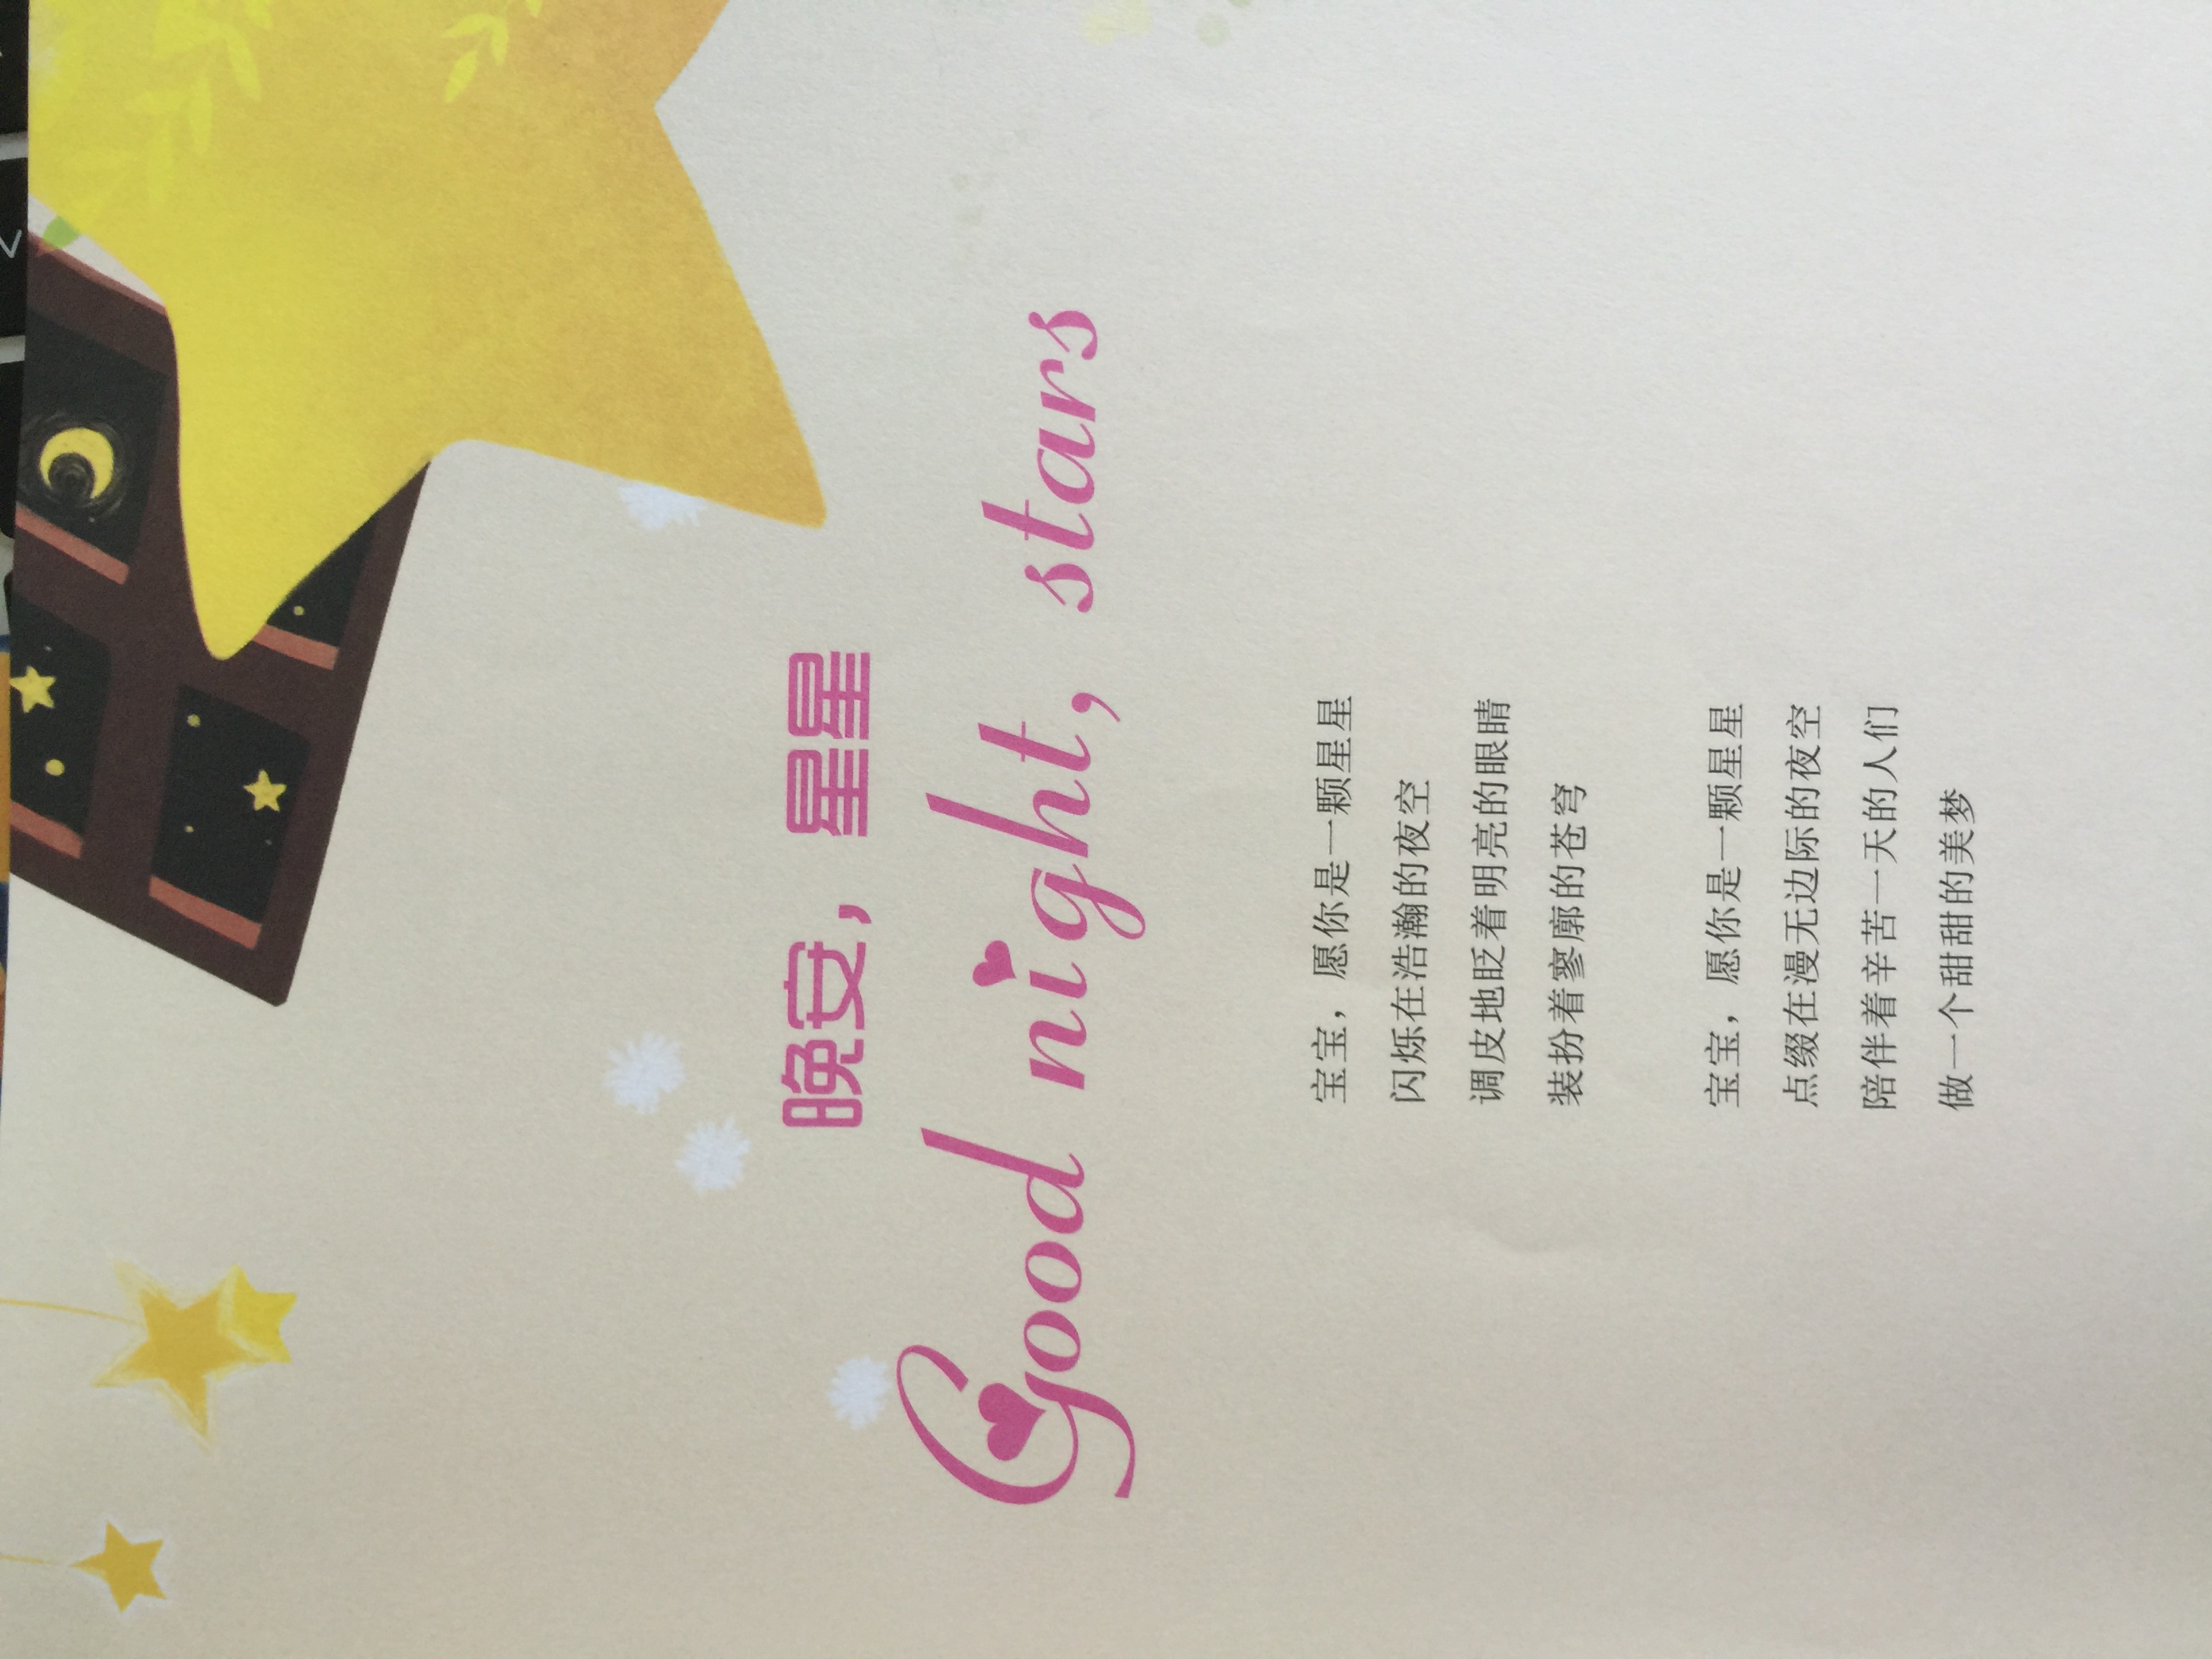 晚安，星星
Good night, stars
宝宝，愿你是一颗星星
闪烁在浩瀚的夜空
调皮地眨着明亮的眼睛
装扮着寥廓的苍穹
宝宝，愿你是一颗星星
点缀在漫无边际的夜空
陪伴着辛苦一天的人们
做一个甜甜的美梦